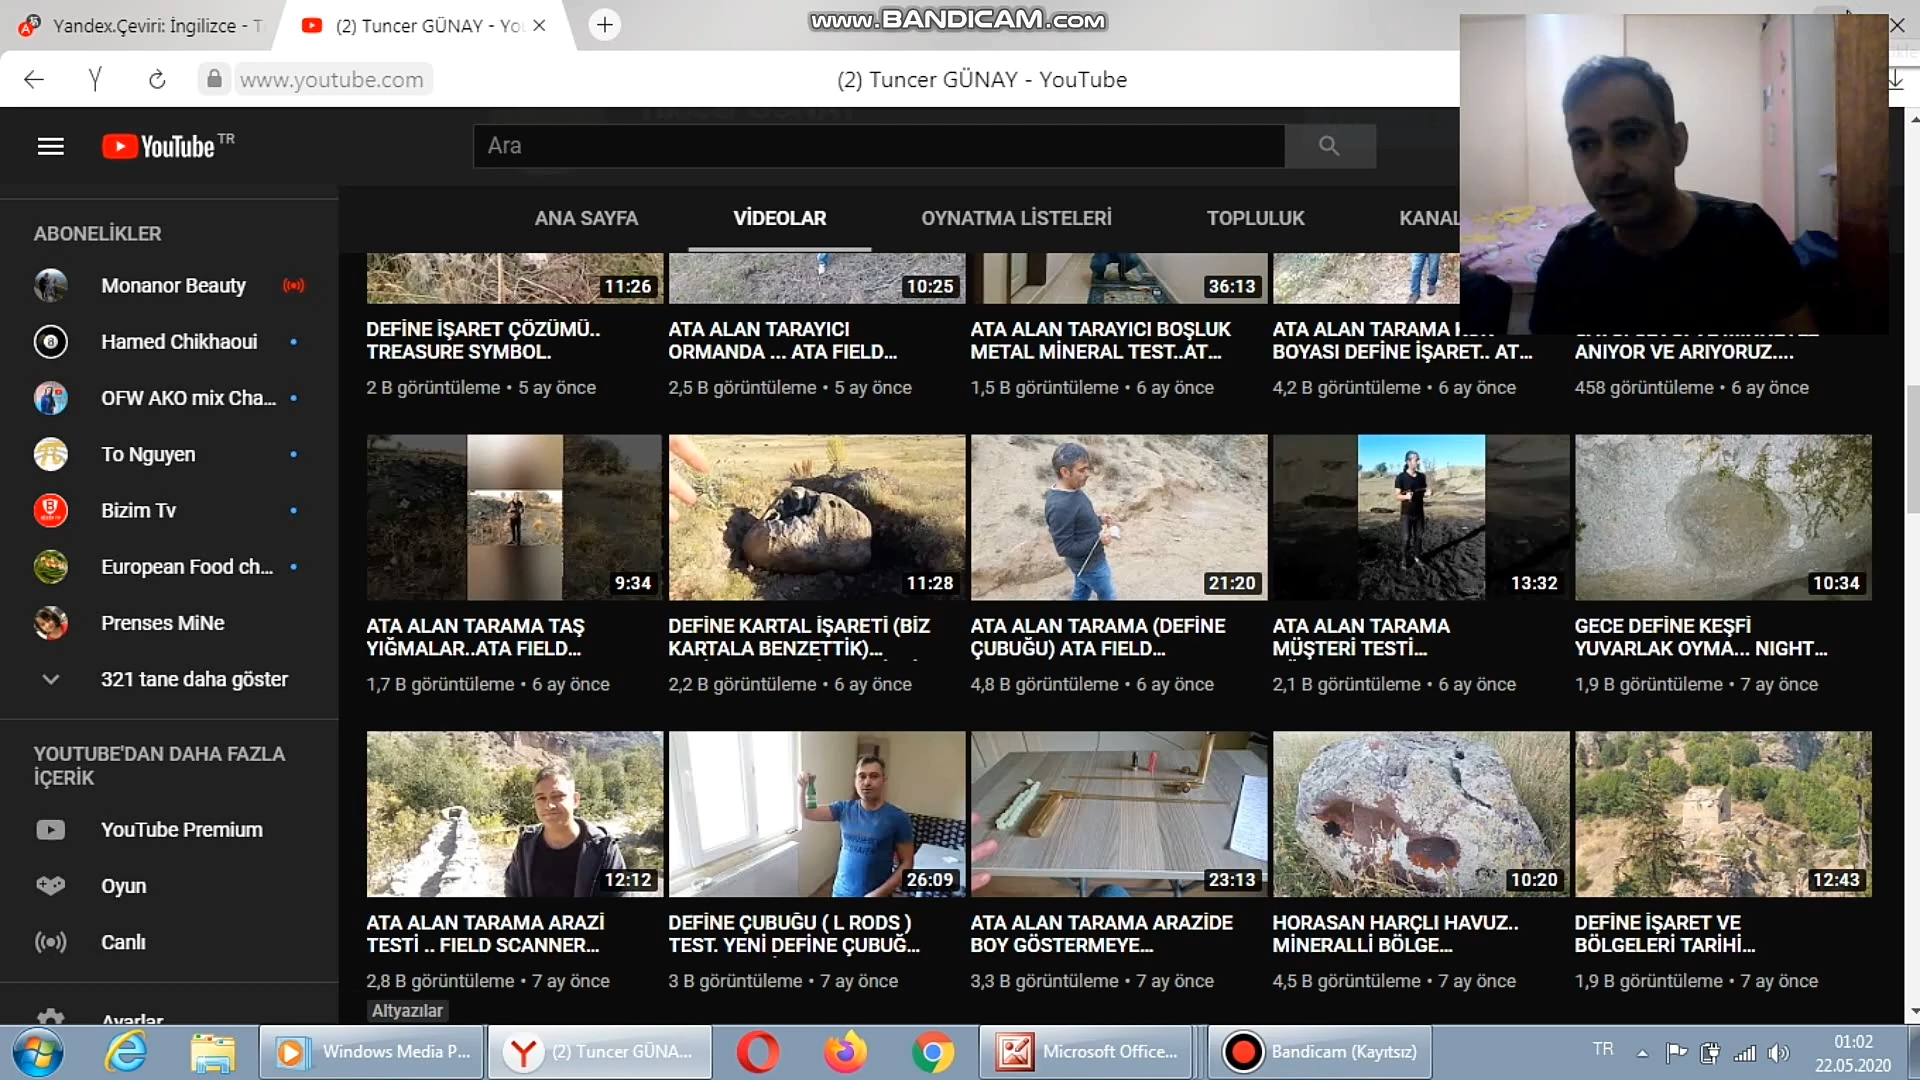 Yandex.Çeviri: İngilizce - T
(2) Tuncer GÜNAY - Yo
www.BANDICAM.com
www.youtube.com
(2) Tuncer GÜNAY - YouTube
YouTube TR
Ara
ANA SAYFA
VİDEOLAR
OYNATMA LİSTELERİ
TOPLULUK
KANAL
ABONELİKLER
Monanor Beauty
Hamed Chikhaoui
OFW AKO mix Cha...
To Nguyen
Bizim Tv
European Food ch...
Prenses MiNe
321 tane daha göster
YOUTUBE'DAN DAHA FAZLA
İÇERİK
YouTube Premium
Oyun
Canlı
Ayarlar
11:26
DEFİNE İŞARET ÇÖZÜMÜ..
TREASURE SYMBOL.
2 B görüntüleme • 5 ay önce
10:25
ATA ALAN TARAYICI
ORMANDA ... ATA FIELD...
2,5 B görüntüleme • 5 ay önce
36:13
ATA ALAN TARAYICI BOŞLUK
METAL MİNERAL TEST..AT...
1,5 B görüntüleme • 6 ay önce
ATA ALAN TARAMA
BOYASI DEFİNE İŞARET.. AT...
4,2 B görüntüleme • 6 ay önce
ANIYOR VE ARIYORUZ....
458 görüntüleme • 6 ay önce
9:34
ATA ALAN TARAMA TAŞ
YIĞMALAR..ATA FIELD...
1,7 B görüntüleme • 6 ay önce
11:28
DEFİNE KARTAL İŞARETİ (BİZ
KARTALA BENZETTİK)...
2,2 B görüntüleme • 6 ay önce
21:20
ATA ALAN TARAMA (DEFİNE
ÇUBUĞU) ATA FIELD...
4,8 B görüntüleme • 6 ay önce
13:32
ATA ALAN TARAMA
MÜŞTERİ TESTİ...
2,1 B görüntüleme • 6 ay önce
10:34
GECE DEFİNE KEŞFİ
YUVARLAK OYMA... NIGHT...
1,9 B görüntüleme • 7 ay önce
12:12
ATA ALAN TARAMA ARAZİ
TESTİ .. FIELD SCANNER...
2,8 B görüntüleme • 7 ay önce
Altyazılar
26:09
DEFİNE ÇUBUĞU ( L RODS )
TEST. YENİ DEFİNE ÇUBUĞ...
3 B görüntüleme • 7 ay önce
23:13
ATA ALAN TARAMA ARAZİDE
BOY GÖSTERMEYE...
3,3 B görüntüleme • 7 ay önce
10:20
HORASAN HARÇLI HAVUZ..
MİNERALLİ BÖLGE...
4,5 B görüntüleme • 7 ay önce
12:43
DEFİNE İŞARET VE
BÖLGELERİ TARİHİ...
1,9 B görüntüleme • 7 ay önce
Windows Media P...
(2) Tuncer GÜNA...
Microsoft Office...
Bandicam (Kayıtsız)
TR
01:02
22.05.2020